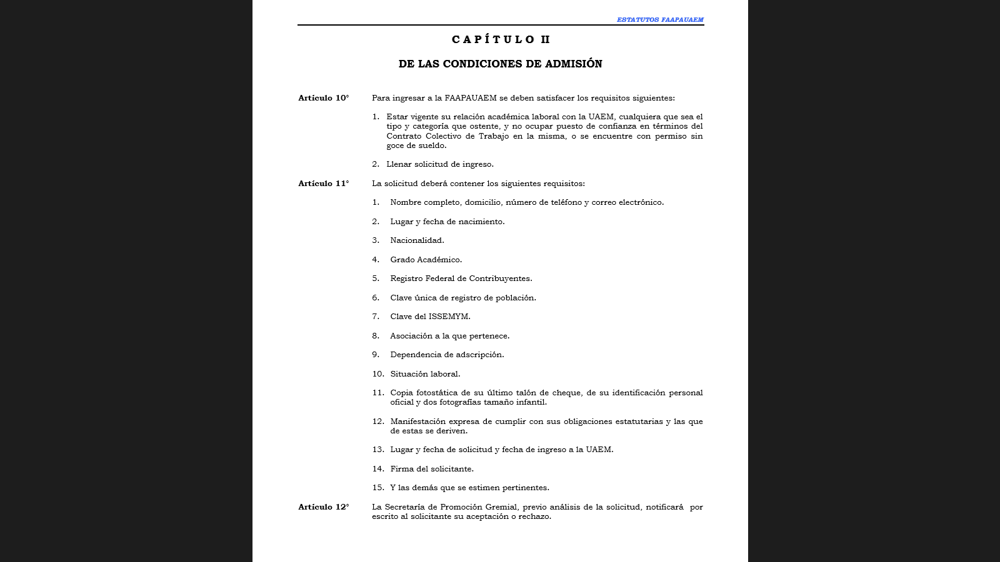 ESTATUTOS FAAPAUAEM
C A P Í T U L O  II
DE LAS CONDICIONES DE ADMISIÓN
Artículo 10° Para ingresar a la FAAPAUAEM se deben satisfacer los requisitos siguientes:
1. Estar vigente su relación académica laboral con la UAEM, cualquiera que sea el
tipo y categoría que ostente, y no ocupar puesto de confianza en términos del
Contrato Colectivo de Trabajo en la misma, o se encuentre con permiso sin
goce de sueldo.
2. Llenar solicitud de ingreso.
Artículo 11° La solicitud deberá contener los siguientes requisitos:
1. Nombre completo, domicilio, número de teléfono y correo electrónico.
2. Lugar y fecha de nacimiento.
3. Nacionalidad.
4. Grado Académico.
5. Registro Federal de Contribuyentes.
6. Clave única de registro de población.
7. Clave del ISSEMYM.
8. Asociación a la que pertenece.
9. Dependencia de adscripción.
10. Situación laboral.
11. Copia fotostática de su último talón de cheque, de su identificación personal
oficial y dos fotografías tamaño infantil.
12. Manifestación expresa de cumplir con sus obligaciones estatutarias y las que
de estas se deriven.
13. Lugar y fecha de solicitud y fecha de ingreso a la UAEM.
14. Firma del solicitante.
15. Y las demás que se estimen pertinentes.
Artículo 12° La Secretaría de Promoción Gremial, previo análisis de la solicitud, notificará  por
escrito al solicitante su aceptación o rechazo.